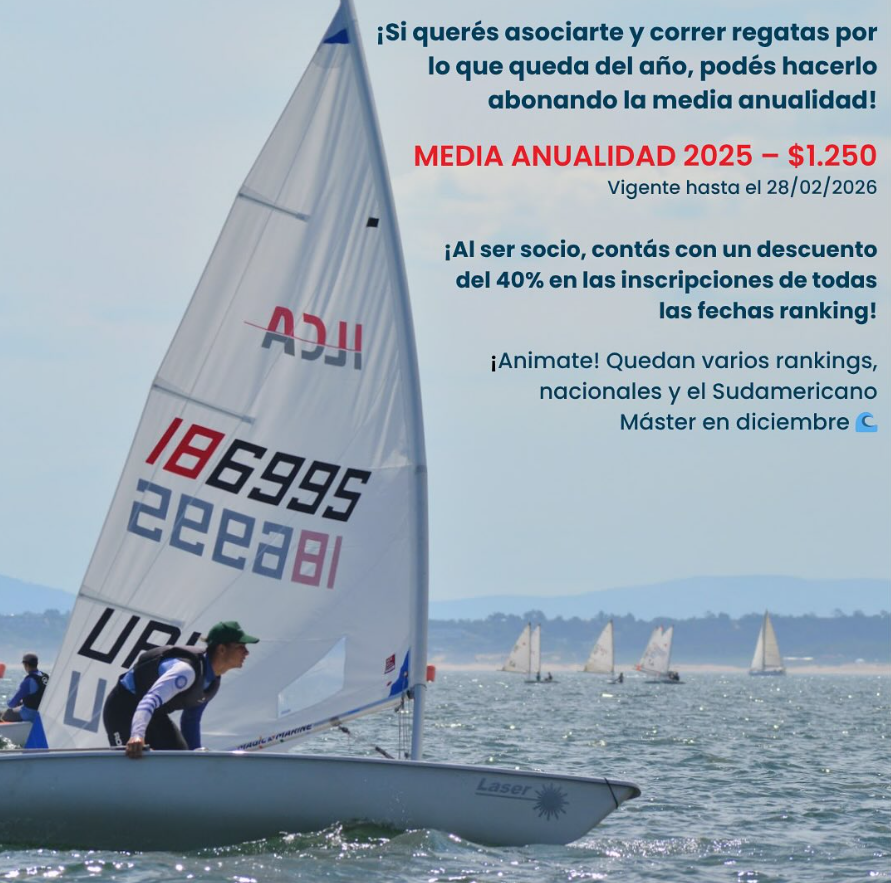 ¡Si querés asociarte y correr regatas por
lo que queda del año, podés hacerlo
abonando la media anualidad!
MEDIA ANUALIDAD 2025 – $1.250
Vigente hasta el 28/02/2026
¡Al ser socio, contás con un descuento
del 40% en las inscripciones de todas
las fechas ranking!
¡Animate! Quedan varios rankings,
nacionales y el Sudamericano
Máster en diciembre 🌊
ILCA
186995
186995
MAGIC MARINE
Laser